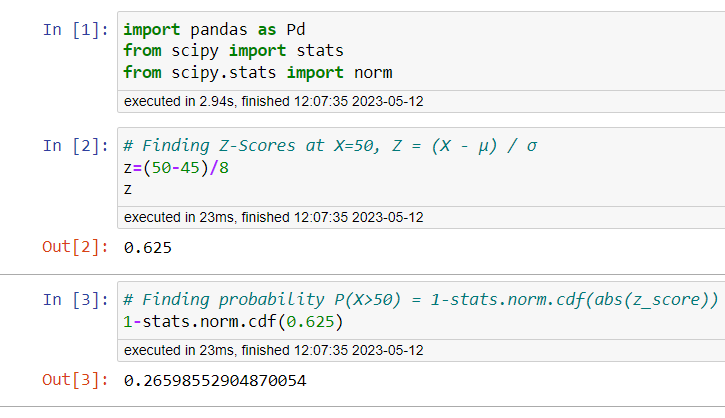 In [1]: import pandas as Pd
from scipy import stats
from scipy.stats import norm
executed in 2.94s, finished 12:07:35 2023-05-12
In [2]: # Finding Z-Scores at X=50, Z = (X - μ) / σ
z=(50-45)/8
z
executed in 23ms, finished 12:07:35 2023-05-12
Out[2]: 0.625
In [3]: # Finding probability P(X>50) = 1-stats.norm.cdf(abs(z_score))
1-stats.norm.cdf(0.625)
executed in 23ms, finished 12:07:35 2023-05-12
Out[3]: 0.26598552904870054